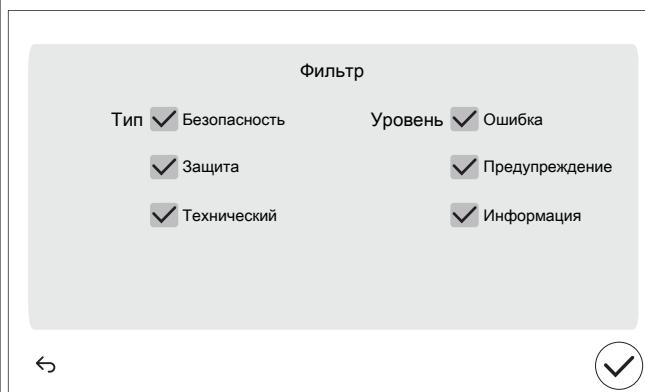 Фильтр
Тип Безопасность Уровень Ошибка
Защита Предупреждение
Технический Информация